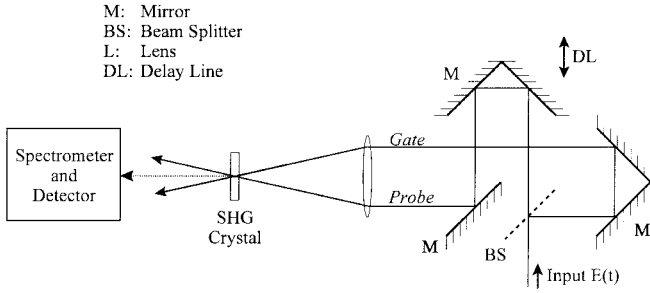 M: Mirror
BS: Beam Splitter
L: Lens
DL: Delay Line
M
DL
Gate
Spectrometer
and
Detector
Probe
SHG
Crystal
M
BS
M
Input E(t)